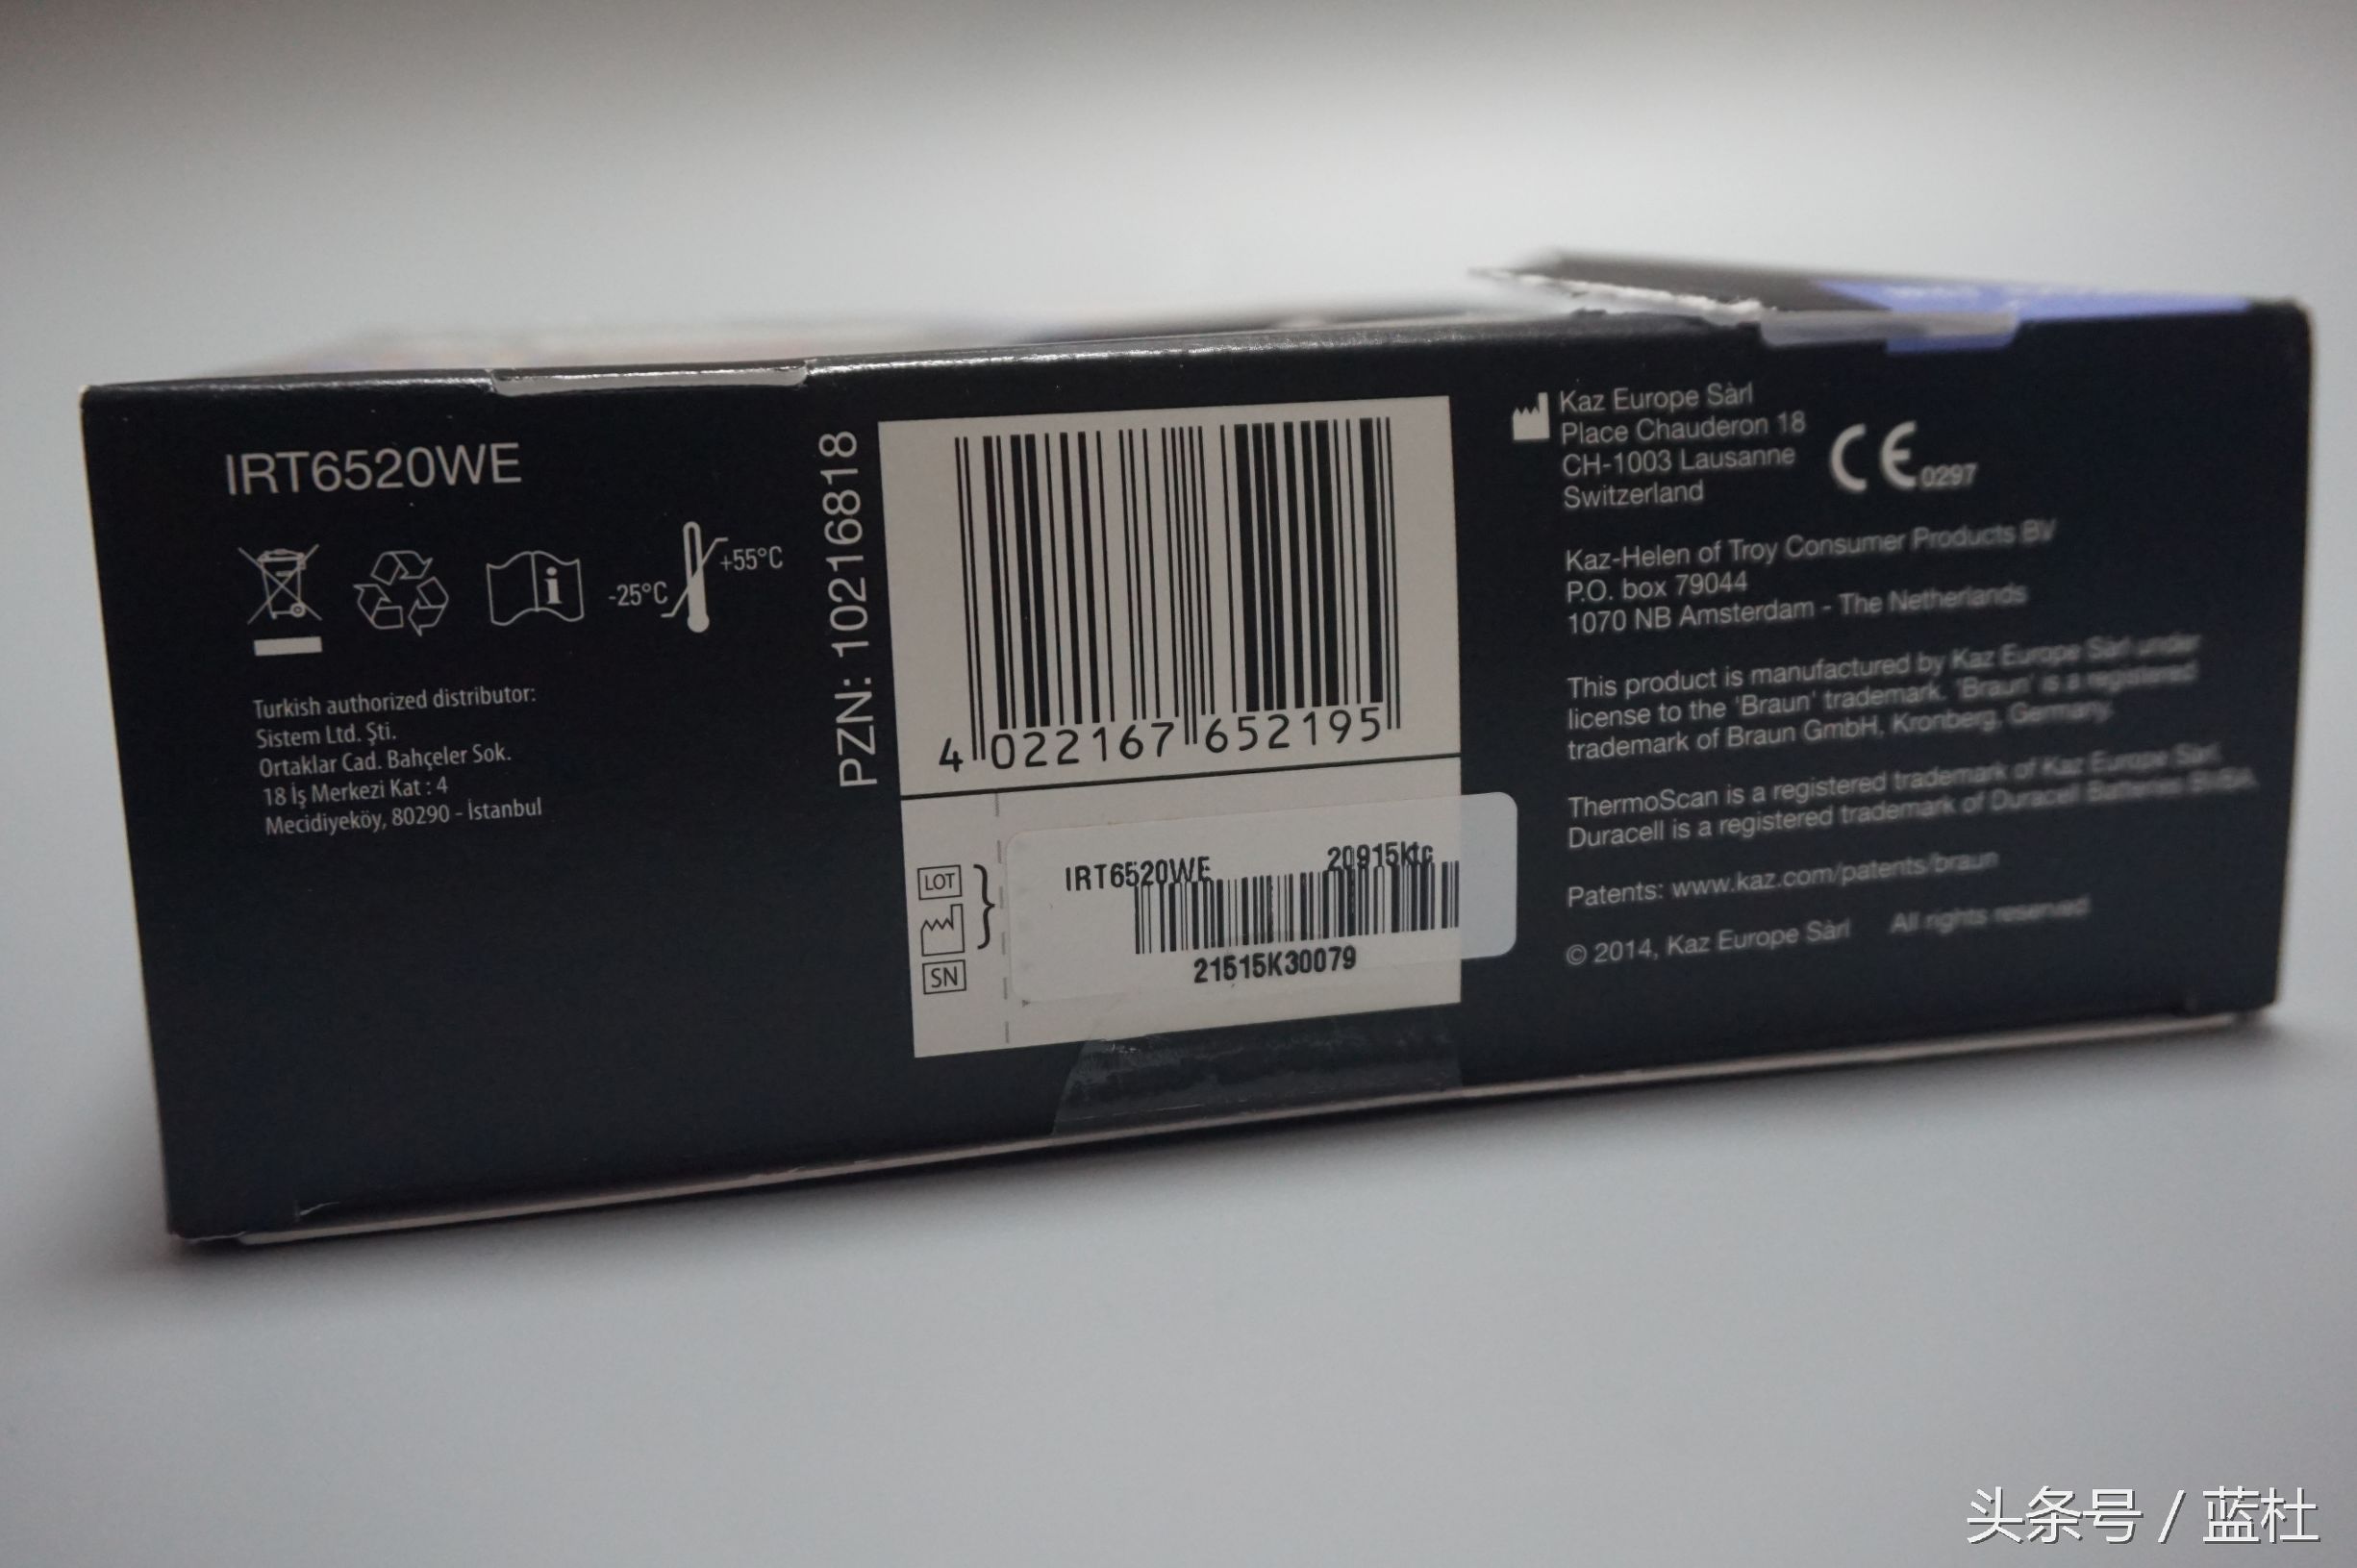 IRT6520WE
-25°C
+55°C
Turkish authorized distributor:
Sistem Ltd. Şti.
Ortaklar Cad. Bahçeler Sok.
18 İş Merkezi Kat : 4
Mecidiyeköy, 80290 - İstanbul
PZN: 10216818
4 022167 652195
LOT
SN
IRT6520WE 20915ktc
21515K30079
Kaz Europe Sàrl
Place Chauderon 18
CH-1003 Lausanne
Switzerland
CE 0297
Kaz-Helen of Troy Consumer Products BV
P.O. box 79044
1070 NB Amsterdam - The Netherlands
This product is manufactured by Kaz Europe Sàrl under
license to the 'Braun' trademark. 'Braun' is a registered
trademark of Braun GmbH, Kronberg, Germany.
ThermoScan is a registered trademark of Kaz Europe Sàrl.
Duracell is a registered trademark of Duracell Batteries BVBA.
Patents: www.kaz.com/patents/braun
© 2014, Kaz Europe Sàrl All rights reserved
头条号 / 蓝杜